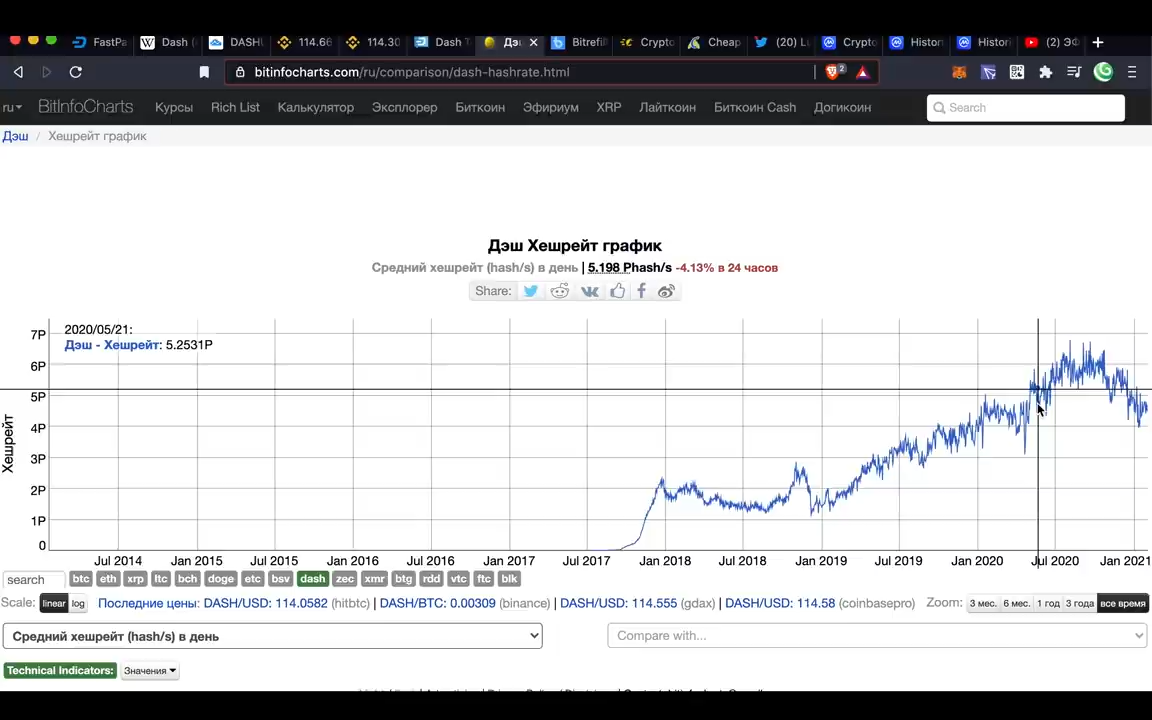 FastPa
Dash (
DASH/
114.66
114.30
Dash T
Дэш
Bitrefil
Crypto
Cheap
(20) L
Crypto
Histori
Histori
(2) Эф
bitinfocharts.com/ru/comparison/dash-hashrate.html
2
ru
BitInfoCharts
Курсы
Rich List
Калькулятор
Эксплорер
Биткоин
Эфириум
XRP
Лайткоин
Биткоин Cash
Догикоин
Search
Дэш / Хешрейт график
Дэш Хешрейт график
Средний хешрейт (hash/s) в день | 5.198 Phash/s -4.13% в 24 часов
Share:
2020/05/21:
Дэш - Хешрейт: 5.2531P
7P
6P
5P
4P
3P
2P
1P
0
Хешрейт
Jul 2014
Jan 2015
Jul 2015
Jan 2016
Jul 2016
Jan 2017
Jul 2017
Jan 2018
Jul 2018
Jan 2019
Jul 2019
Jan 2020
Jul 2020
Jan 2021
search btc eth xrp ltc bch doge etc bsv dash zec xmr btg rdd vtc ftc blk
Scale: linear log Последние цены: DASH/USD: 114.0582 (hitbtc) | DASH/BTC: 0.00309 (binance) | DASH/USD: 114.555 (gdax) | DASH/USD: 114.58 (coinbasepro) Zoom: 3 мес. 6 мес. 1 год 3 года все время
Средний хешрейт (hash/s) в день
Compare with...
Technical Indicators: Значения